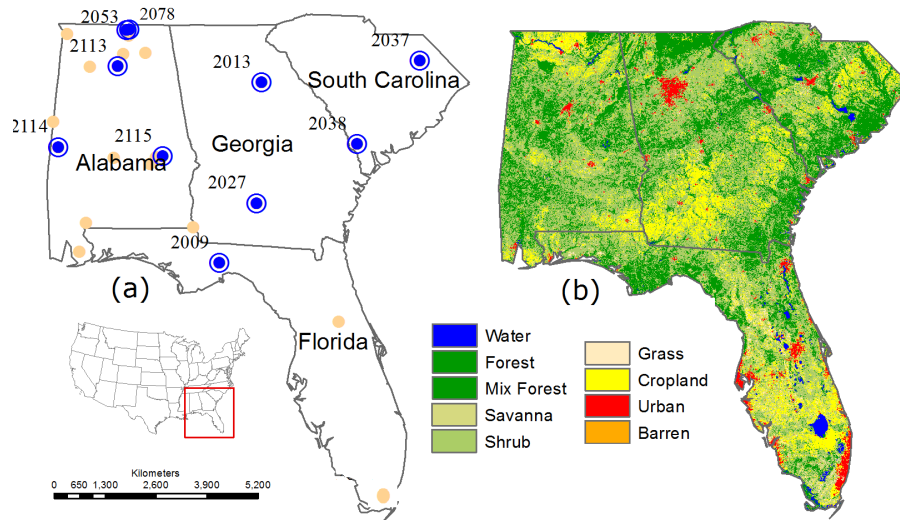 2053 2078
2113
2013
2037
South Carolina
2114
2115
Georgia
2038
Alabama
2027
2009
(a)
(b)
Florida
Water
Forest
Mix Forest
Savanna
Shrub
Grass
Cropland
Urban
Barren
Kilometers
0 650 1,300 2,600 3,900 5,200